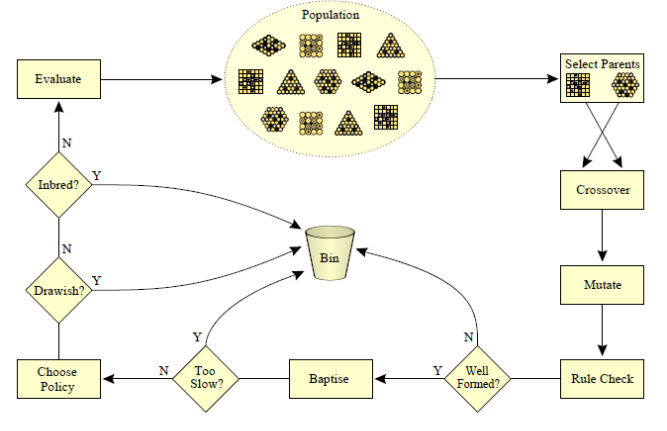 Population
Evaluate
Select Parents
N
Inbred?
Y
Crossover
N
Bin
Drawish?
Y
Mutate
Y
N
Choose
Policy
N
Too
Slow?
Baptise
Y
Well
Formed?
Rule Check